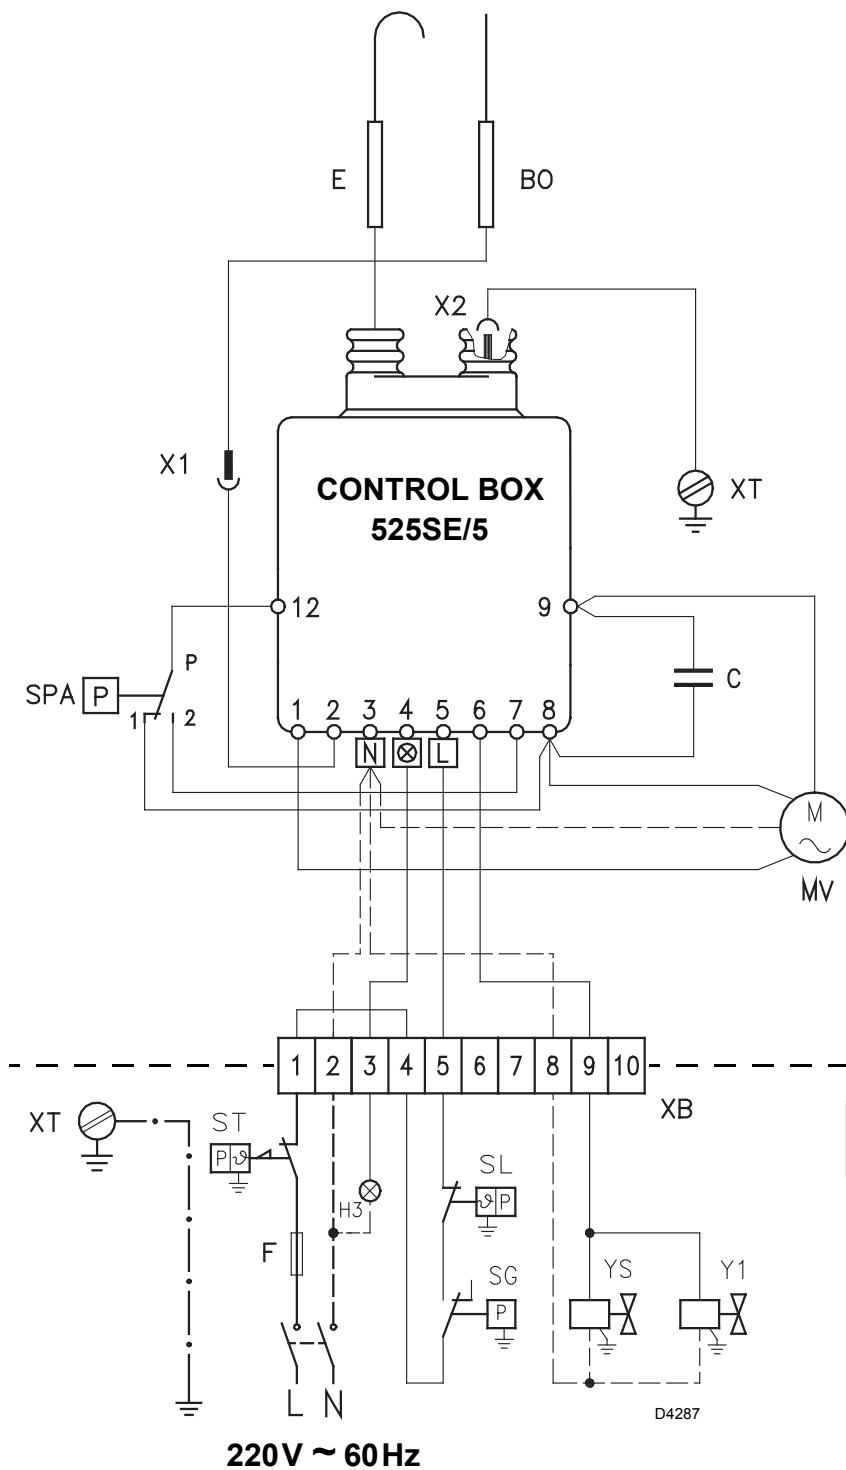 E
BO
X2
X1
CONTROL BOX
525SE/5
XT
12
9
P
SPA P
C
1 2
1 2 3 4 5 6 7 8
N L
M
MV
1 2 3 4 5 6 7 8 9 10
XB
XT
ST
P ϑ
SL
ϑ P
H3
F
SG
P
YS
Y1
L N
D4287
220V ~ 60Hz